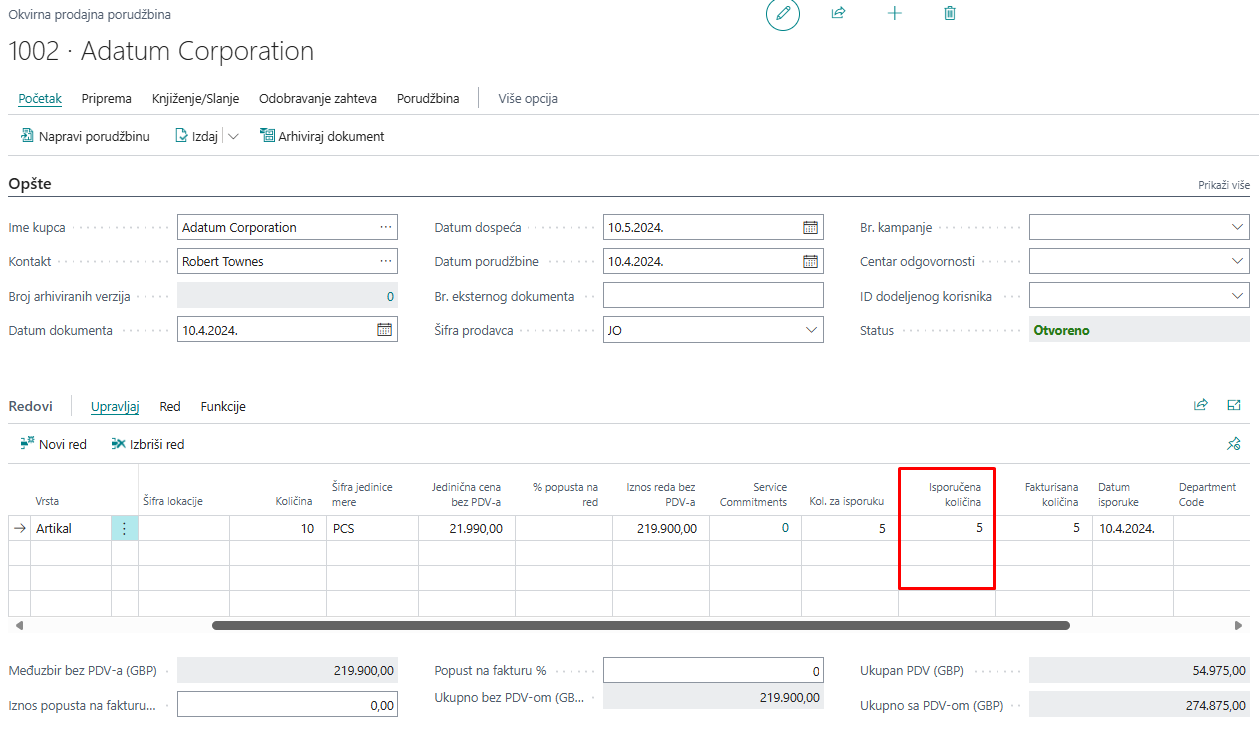 Okvirna prodajna porudžbina
1002 · Adatum Corporation
Početak Priprema Knjiženje/Slanje Odobravanje zahteva Porudžbina Više opcija
Napravi porudžbinu Izdaj Arhiviraj dokument
Opšte Prikaži više
Ime kupca Adatum Corporation Datum dospeća 10.5.2024. Br. kampanje
Kontakt Robert Townes Datum porudžbine 10.4.2024. Centar odgovornosti
Broj arhiviranih verzija 0 Br. eksternog dokumenta ID dodeljenog korisnika
Datum dokumenta 10.4.2024. Šifra prodavca JO Status Otvoreno
Redovi Upravljaj Red Funkcije
Novi red Izbriši red
Vrsta Šifra lokacije Količina Šifra jedinice mere Jedinična cena bez PDV-a % popusta na red Iznos reda bez PDV-a Service Commitments Kol. za isporuku Isporučena količina Fakturisana količina Datum isporuke Department Code
Artikal 10 PCS 21.990,00 219.900,00 0 5 5 5 10.4.2024.
Međuzbir bez PDV-a (GBP) 219.900,00 Popust na fakturu % 0 Ukupan PDV (GBP) 54.975,00
Iznos popusta na fakturu... 0,00 Ukupno bez PDV-om (GB... 219.900,00 Ukupno sa PDV-om (GBP) 274.875,00